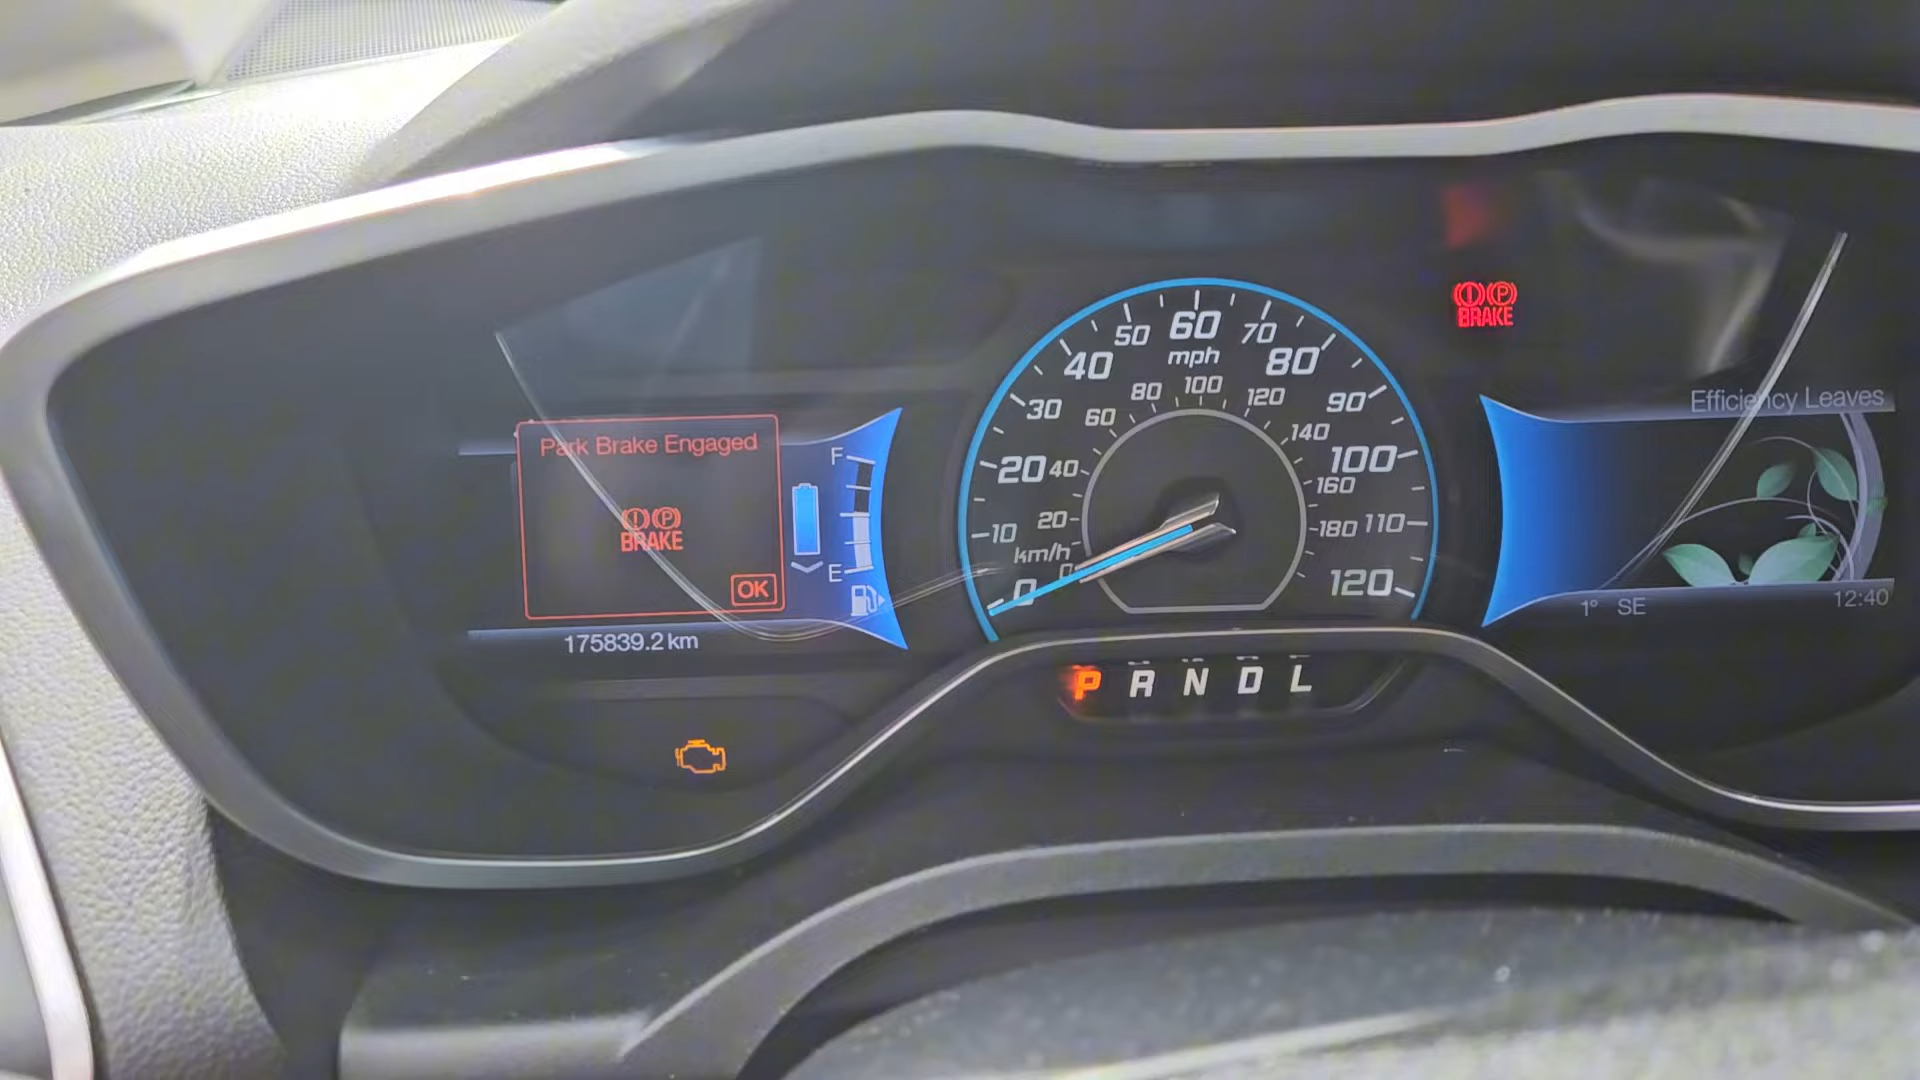 Park Brake Engaged
(!) (P)
BRAKE
OK
175839.2 km
F
E
0
10
20
30
40
50
60
70
80
90
100
110
120
mph
km/h
0
20
40
60
80
100
120
140
160
180
P R N D L
(!) (P)
BRAKE
Efficiency Leaves
1° SE
12:40